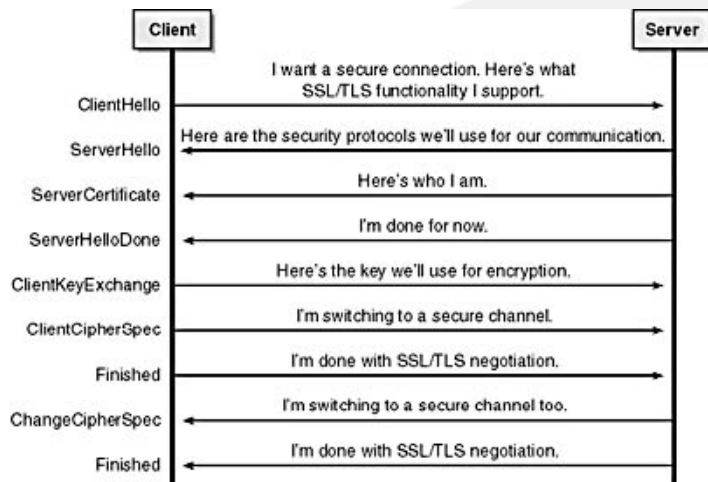 Client
Server
I want a secure connection. Here's what
SSL/TLS functionality I support.
ClientHello
Here are the security protocols we'll use for our communication.
ServerHello
Here's who I am.
ServerCertificate
I'm done for now.
ServerHelloDone
Here's the key we'll use for encryption.
ClientKeyExchange
I'm switching to a secure channel.
ClientCipherSpec
I'm done with SSL/TLS negotiation.
Finished
I'm switching to a secure channel too.
ChangeCipherSpec
I'm done with SSL/TLS negotiation.
Finished